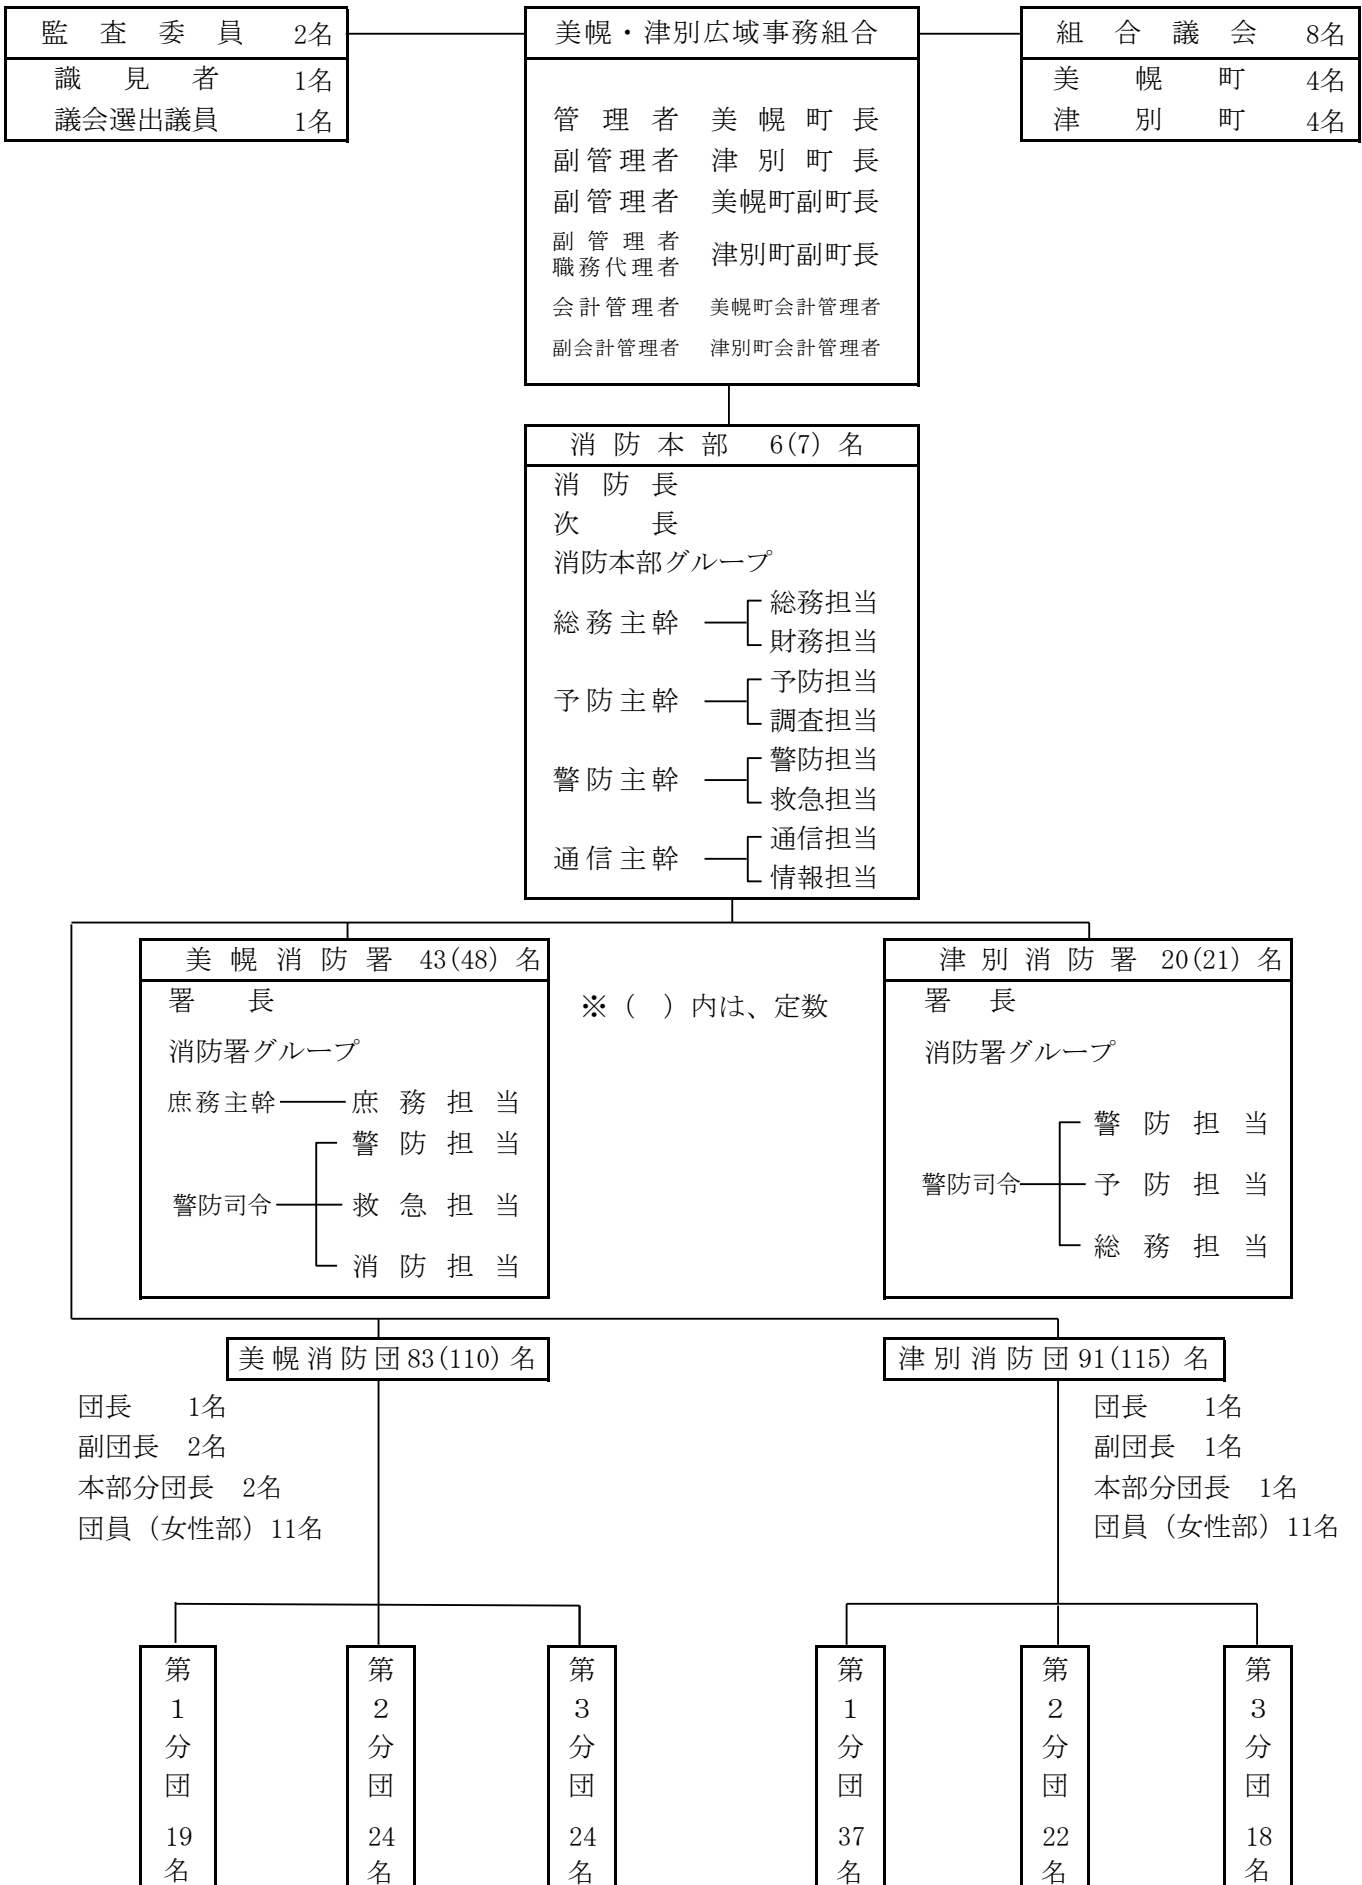 監査委員 2名
識見者 1名
議会選出議員 1名
美幌・津別広域事務組合
管理者 美幌町長
副管理者 津別町長
副管理者 美幌町副町長
副管理者
職務代理者 津別町副町長
会計管理者 美幌町会計管理者
副会計管理者 津別町会計管理者
組合議会 8名
美幌町 4名
津別町 4名
消防本部 6(7)名
消防長
次長
消防本部グループ
総務主幹
総務担当
財務担当
予防主幹
予防担当
調査担当
警防主幹
警防担当
救急担当
通信主幹
通信担当
情報担当
美幌消防署 43(48)名
署長
消防署グループ
庶務主幹 庶務担当
警防司令
警防担当
救急担当
消防担当
※( )内は、定数
津別消防署 20(21)名
署長
消防署グループ
警防司令
警防担当
予防担当
総務担当
美幌消防団83(110)名
団長 1名
副団長 2名
本部分団長 2名
団員(女性部)11名
津別消防団91(115)名
団長 1名
副団長 1名
本部分団長 1名
団員(女性部)11名
第1分団19名
第2分団24名
第3分団24名
第1分団37名
第2分団22名
第3分団18名